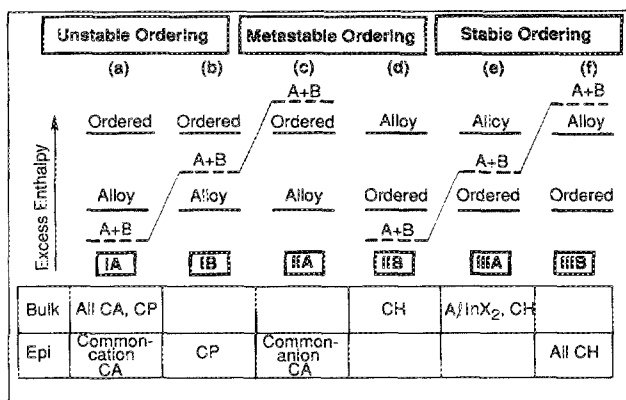 Unstable Ordering Metastable Ordering Stable Ordering
(a) (b) (c) (d) (e) (f)
A+B A+B
Ordered Ordered Ordered Alloy Alloy Alloy
A+B A+B
Alloy Alloy Alloy Ordered Ordered Ordered
A+B A+B
Excess Enthalpy
IA IB IIA IIB IIIA IIIB
Bulk All CA, CP CH AlInX₂, CH
Epi Common-cation CA CP Common-anion CA All CH